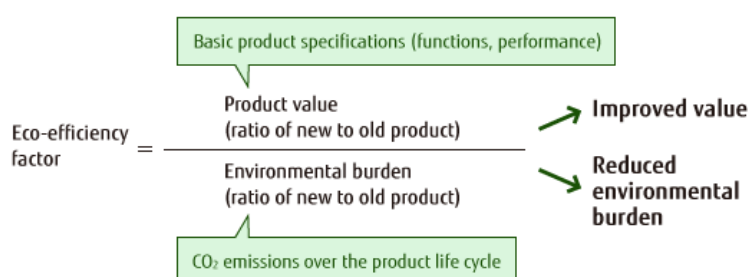 Basic product specifications (functions, performance)
Eco-efficiency
factor
=
Product value
(ratio of new to old product)
Environmental burden
(ratio of new to old product)
Improved value
Reduced
environmental
burden
CO₂ emissions over the product life cycle